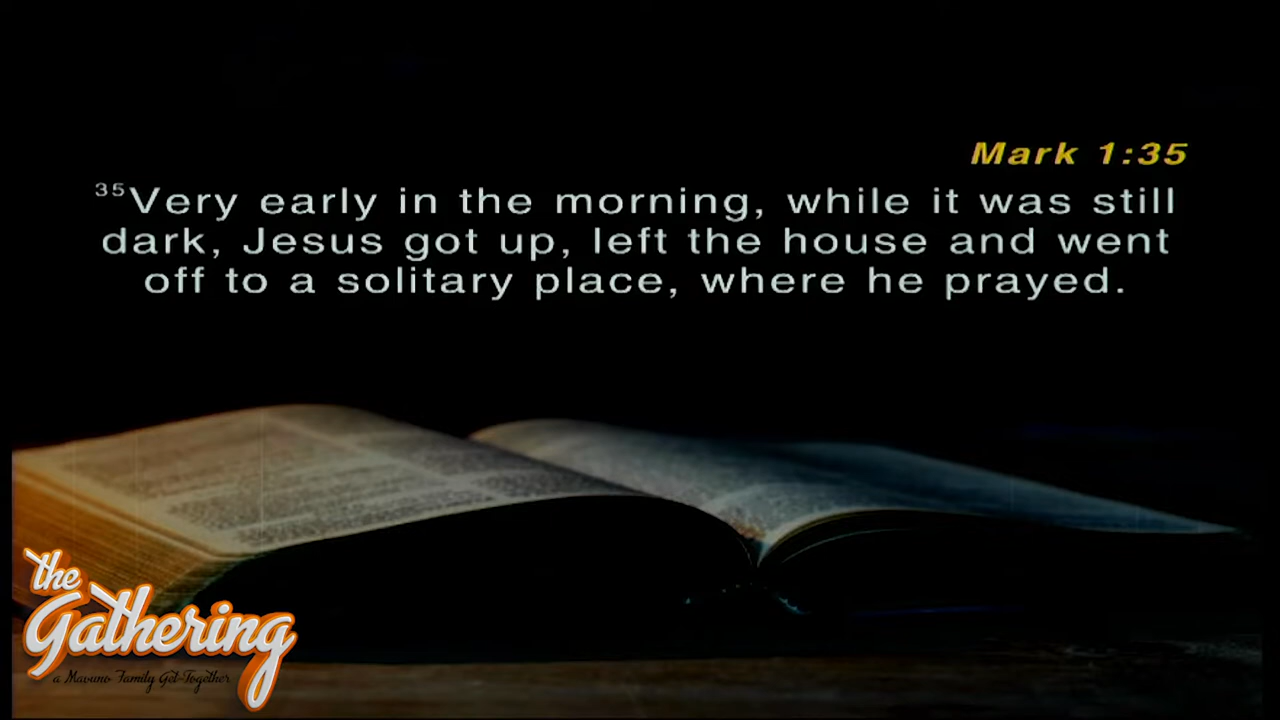 Mark 1:35
³⁵Very early in the morning, while it was still
dark, Jesus got up, left the house and went
off to a solitary place, where he prayed.
the
Gathering
a Mavuno Family Get-Together